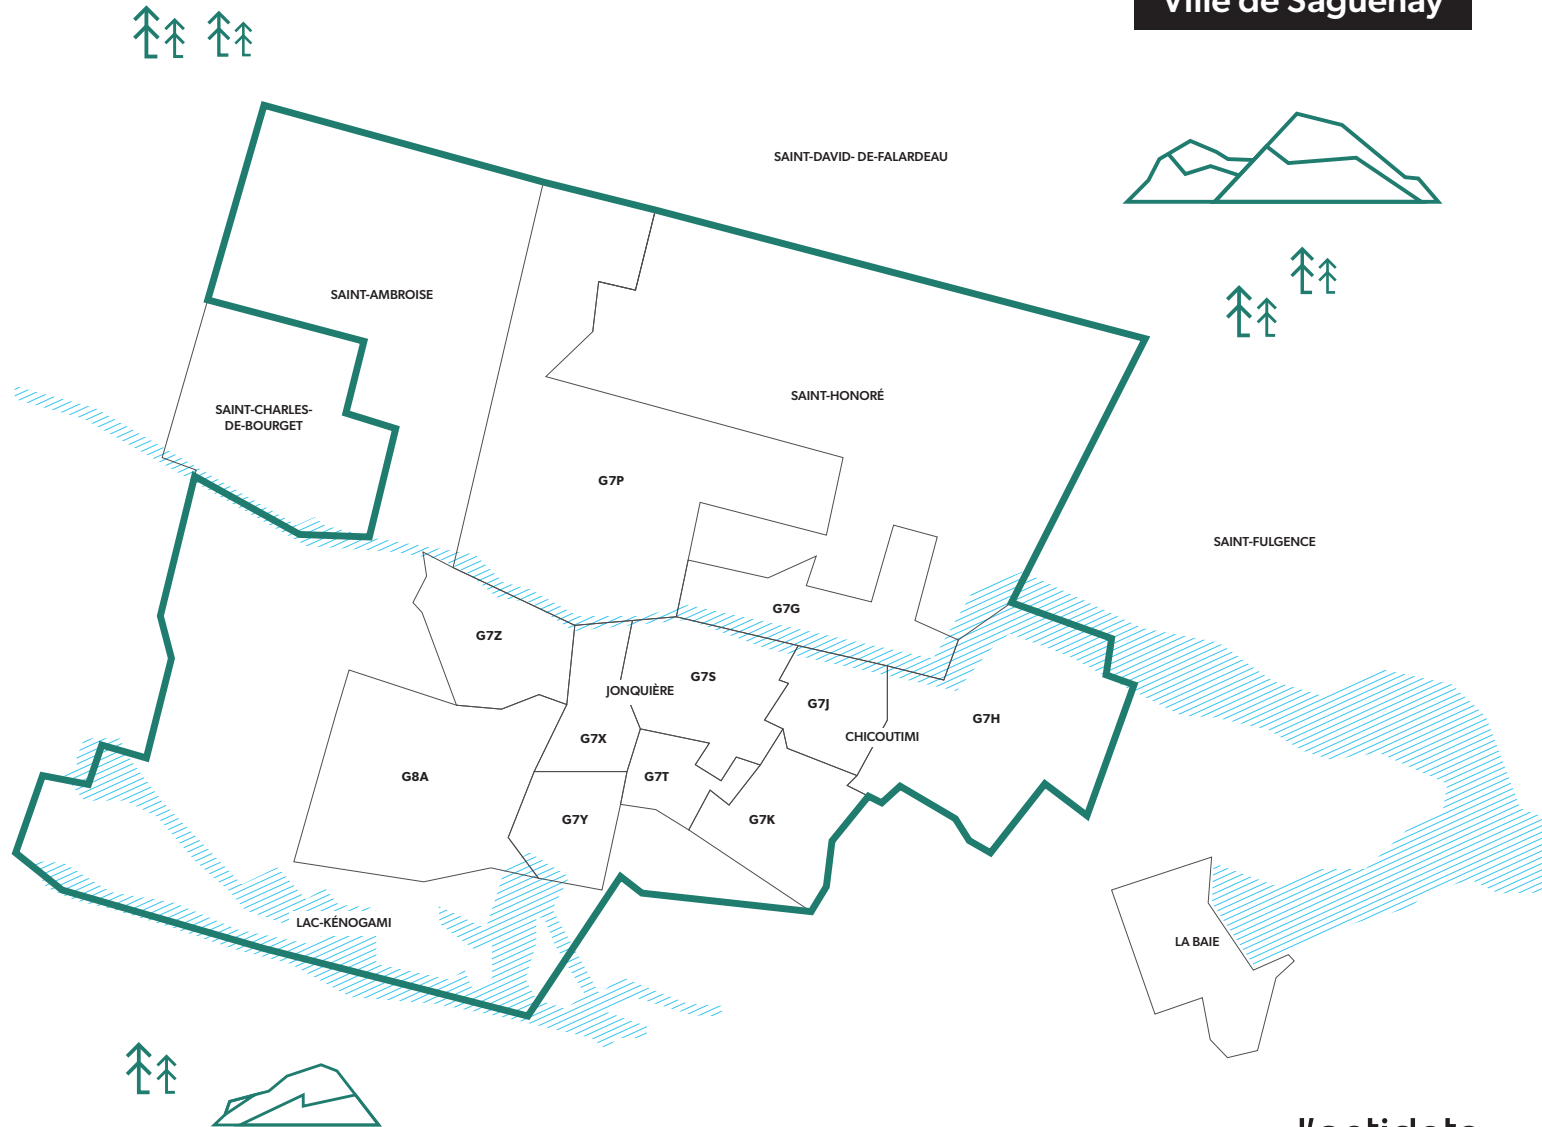 Ville de Saguenay
SAINT-DAVID- DE-FALARDEAU
SAINT-AMBROISE
SAINT-HONORÉ
SAINT-CHARLES-
DE-BOURGET
G7P
SAINT-FULGENCE
G7G
G7Z
G7S
JONQUIÈRE
G7J
G7H
CHICOUTIMI
G7X
G8A
G7T
G7Y
G7K
LAC-KÉNOGAMI
LA BAIE